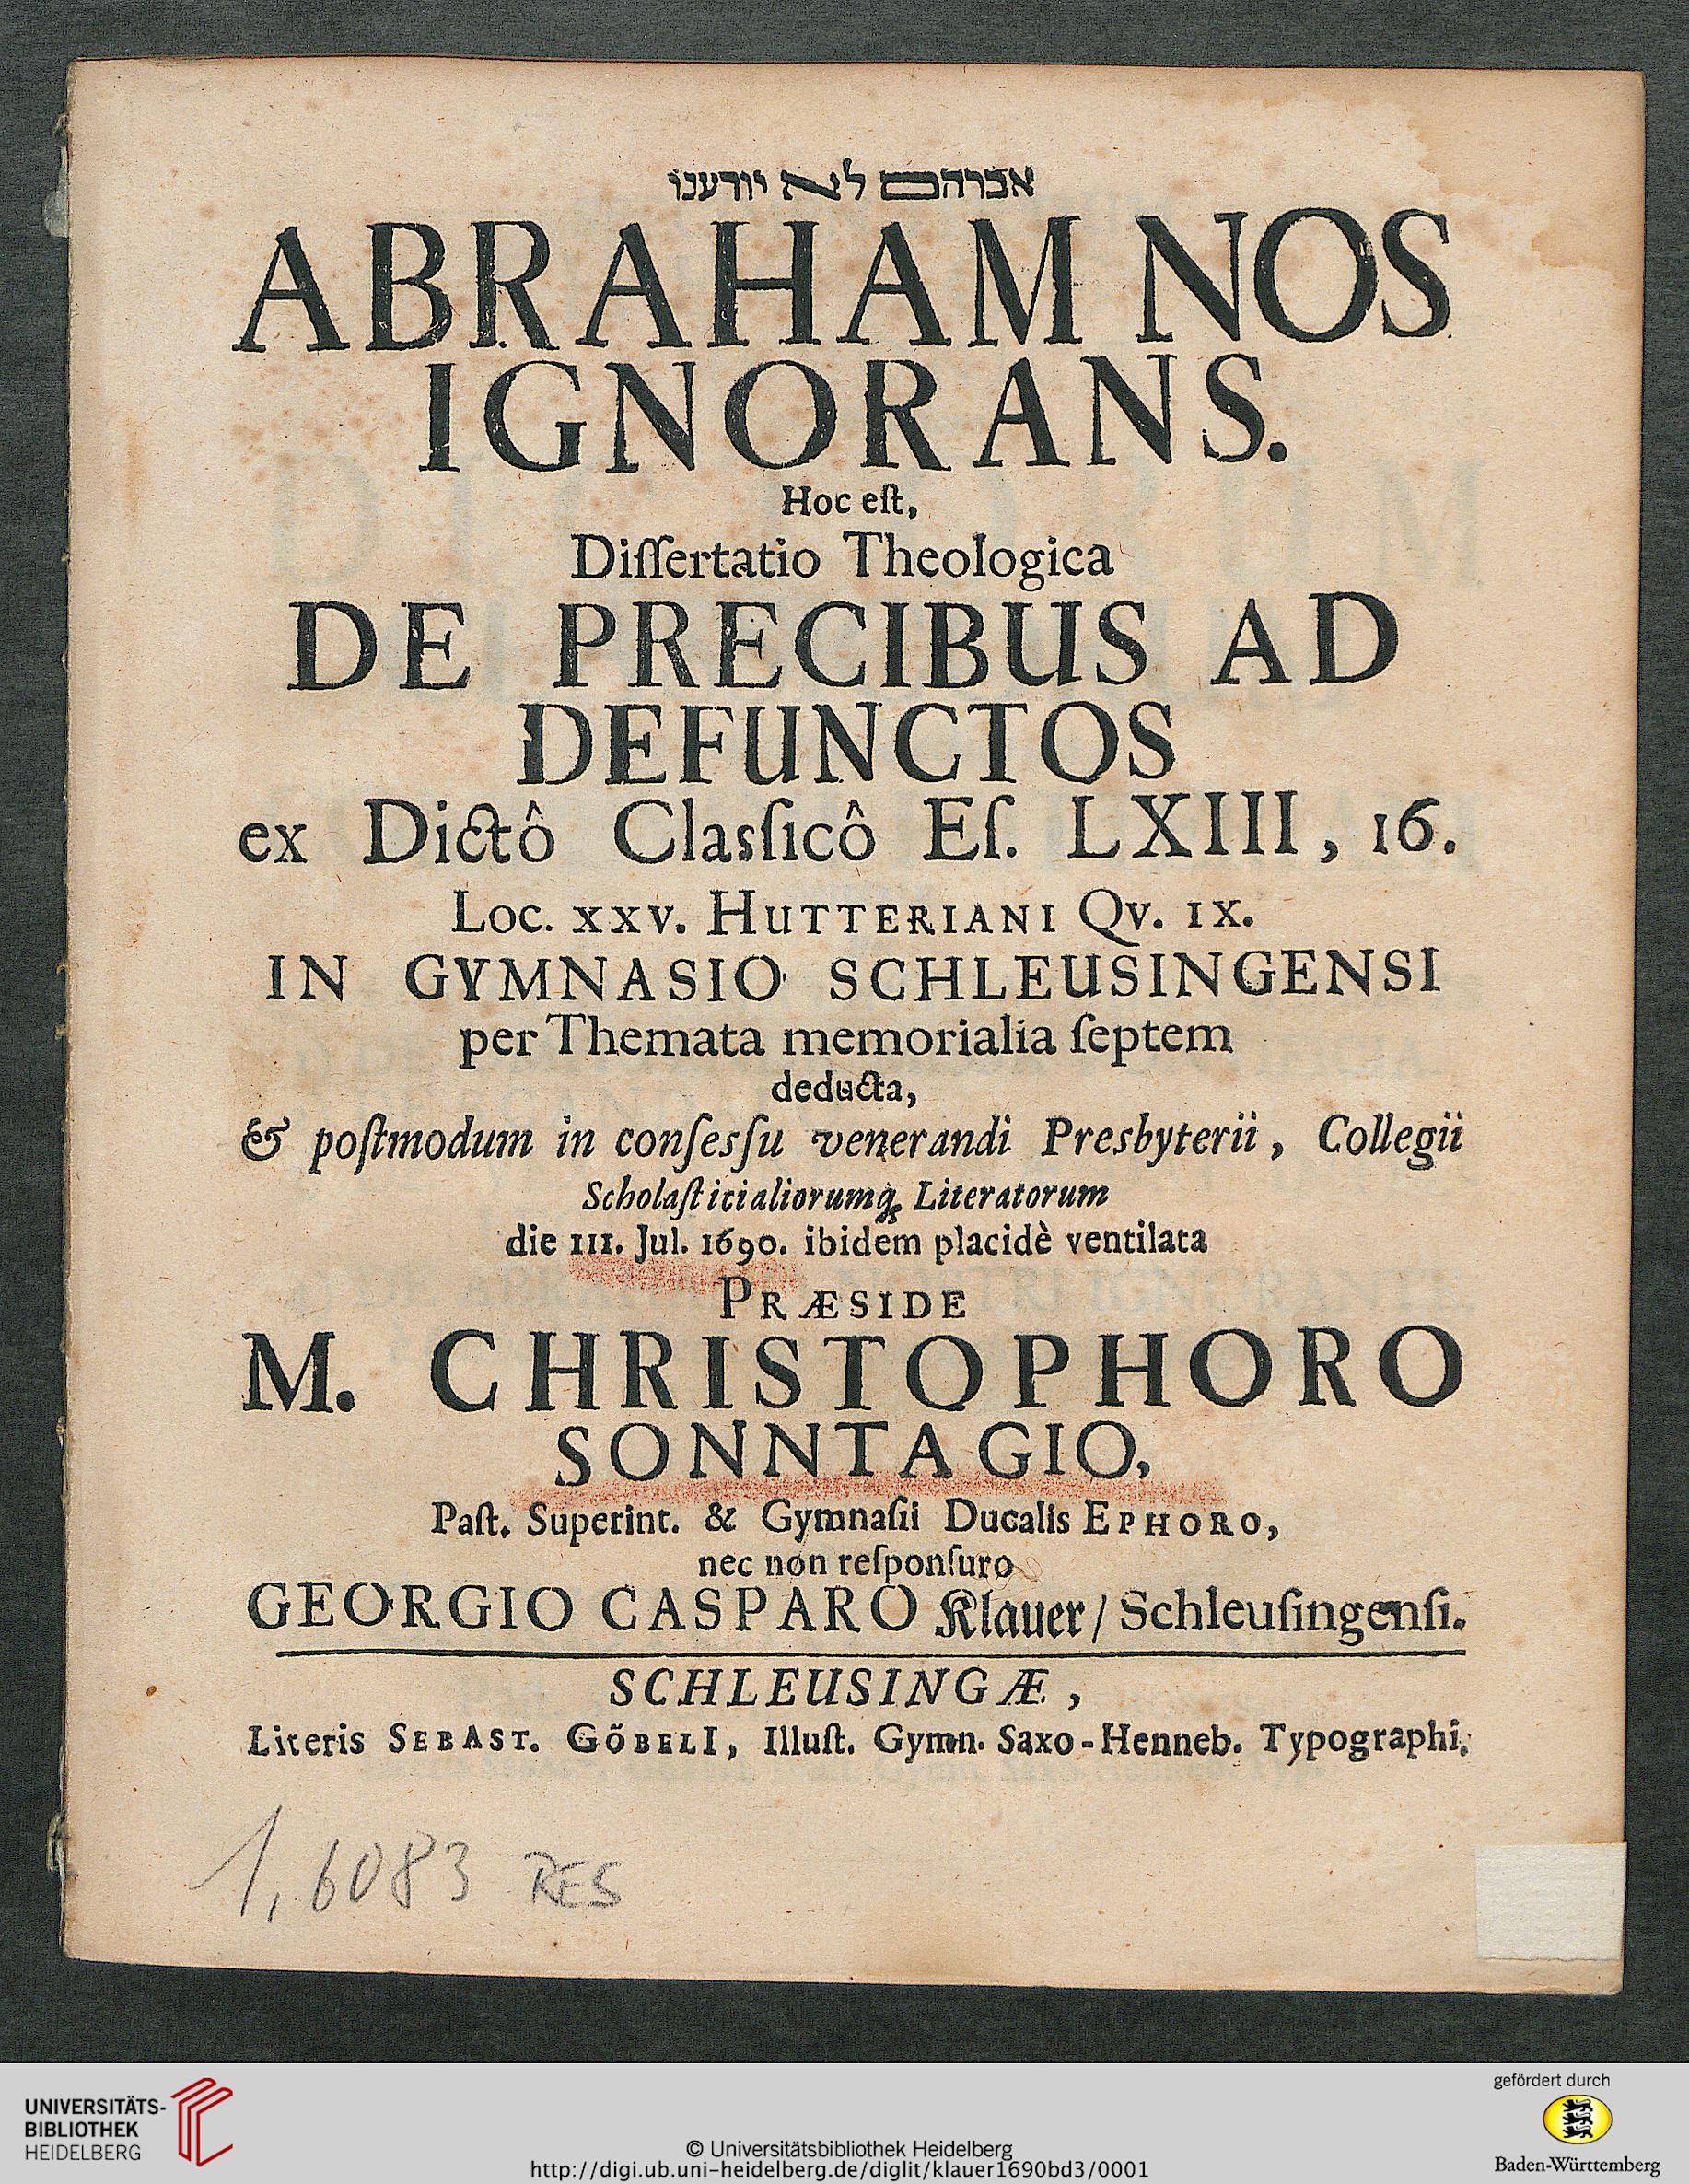 אברהם לא יודענו
ABRAHAM NOS
IGNORANS.
Hoc eſt,
Diſſertatio Theologica
DE PRECIBUS AD
DEFUNCTOS
ex Dictô Clasſicô Eſ. LXIII, 16.
Loc. XXV. HUTTERIANI Qv. IX.
IN GYMNASIO SCHLEUSINGENSI
per Themata memorialia ſeptem
deducta,
& poſtmodum in conſesſu venerandi Presbyterii, Collegii
Scholaſtici aliorumq; Literatorum
die III. Jul. 1690. ibidem placidè ventilata
PRÆSIDE
M. CHRISTOPHORO
SONNTAGIO,
Paſt. Superint. & Gymnaſii Ducalis EPHORO,
nec non reſponſuro
GEORGIO CASPARO Klauer / Schleuſingenſi.
SCHLEUSINGÆ,
Literis SEBAST. GÖBELI, Illuſt. Gymn. Saxo-Henneb. Typographi.
1,6083 RES
UNIVERSITÄTS-
BIBLIOTHEK
HEIDELBERG
© Universitätsbibliothek Heidelberg
http://digi.ub.uni-heidelberg.de/diglit/klauer1690bd3/0001
gefördert durch
Baden-Württemberg